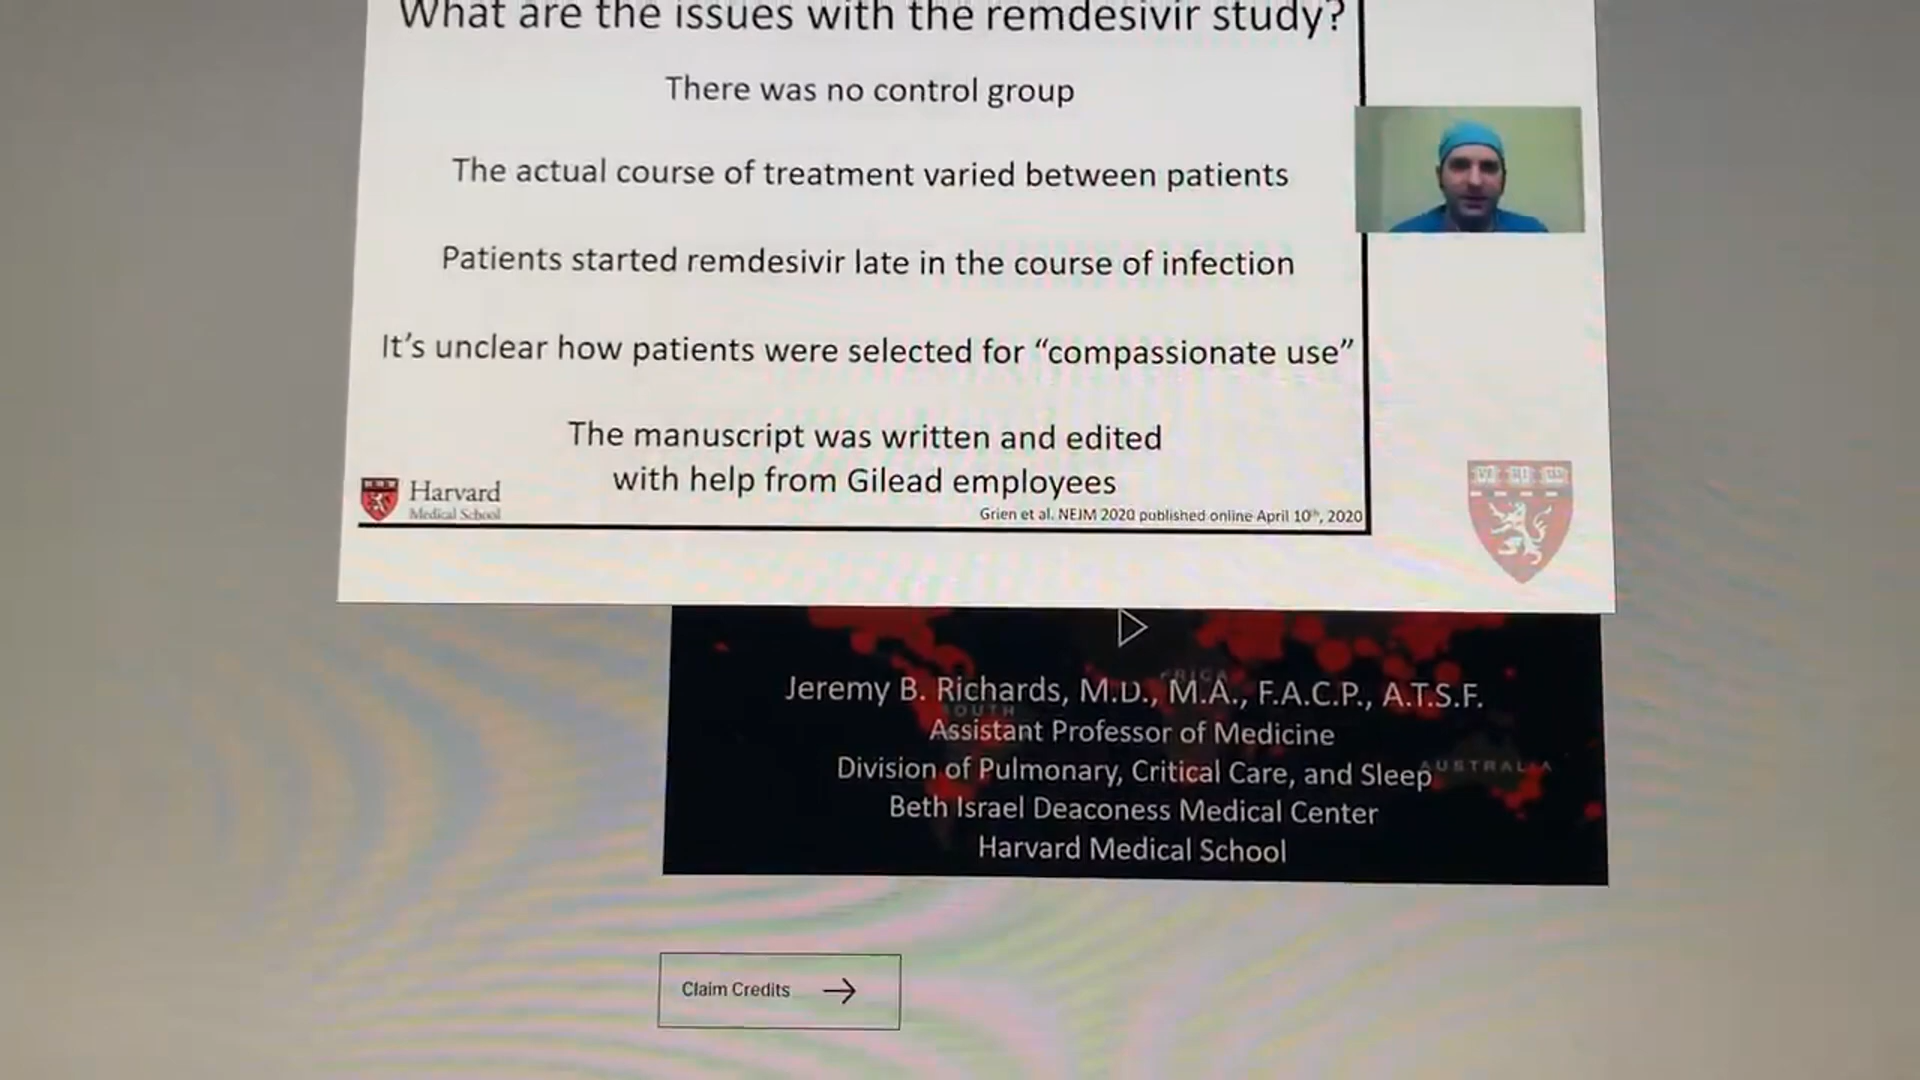 What are the issues with the remdesivir study?
There was no control group
The actual course of treatment varied between patients
Patients started remdesivir late in the course of infection
It's unclear how patients were selected for “compassionate use”
The manuscript was written and edited
with help from Gilead employees
Harvard
Medical School
Grien et al. NEJM 2020 published online April 10th, 2020
Jeremy B. Richards, M.D., M.A., F.A.C.P., A.T.S.F.
OUTH
Assistant Professor of Medicine
Division of Pulmonary, Critical Care, and Sleep
AUSTRALIA
Beth Israel Deaconess Medical Center
Harvard Medical School
Claim Credits